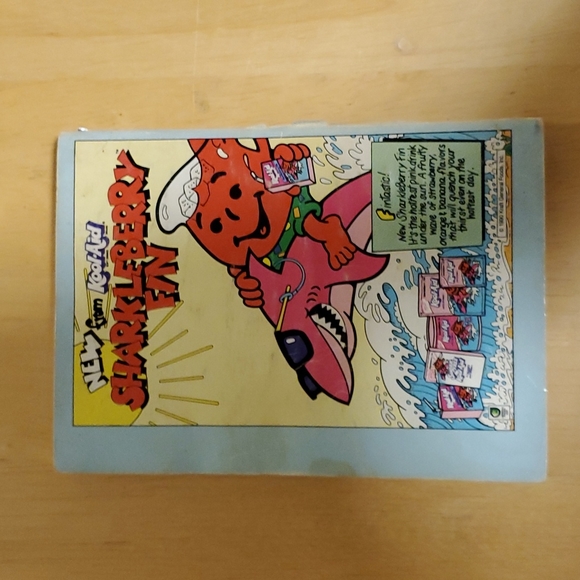 NEW from Kool-Aid
SHARKLEBERRY
FIN
Fintastic!
New Sharkleberry Fin
It's the hottest pink drink
under the sun. A fruity
wave of strawberry,
orange & banana flavors
that will quench your
thirst even on the
hottest day.